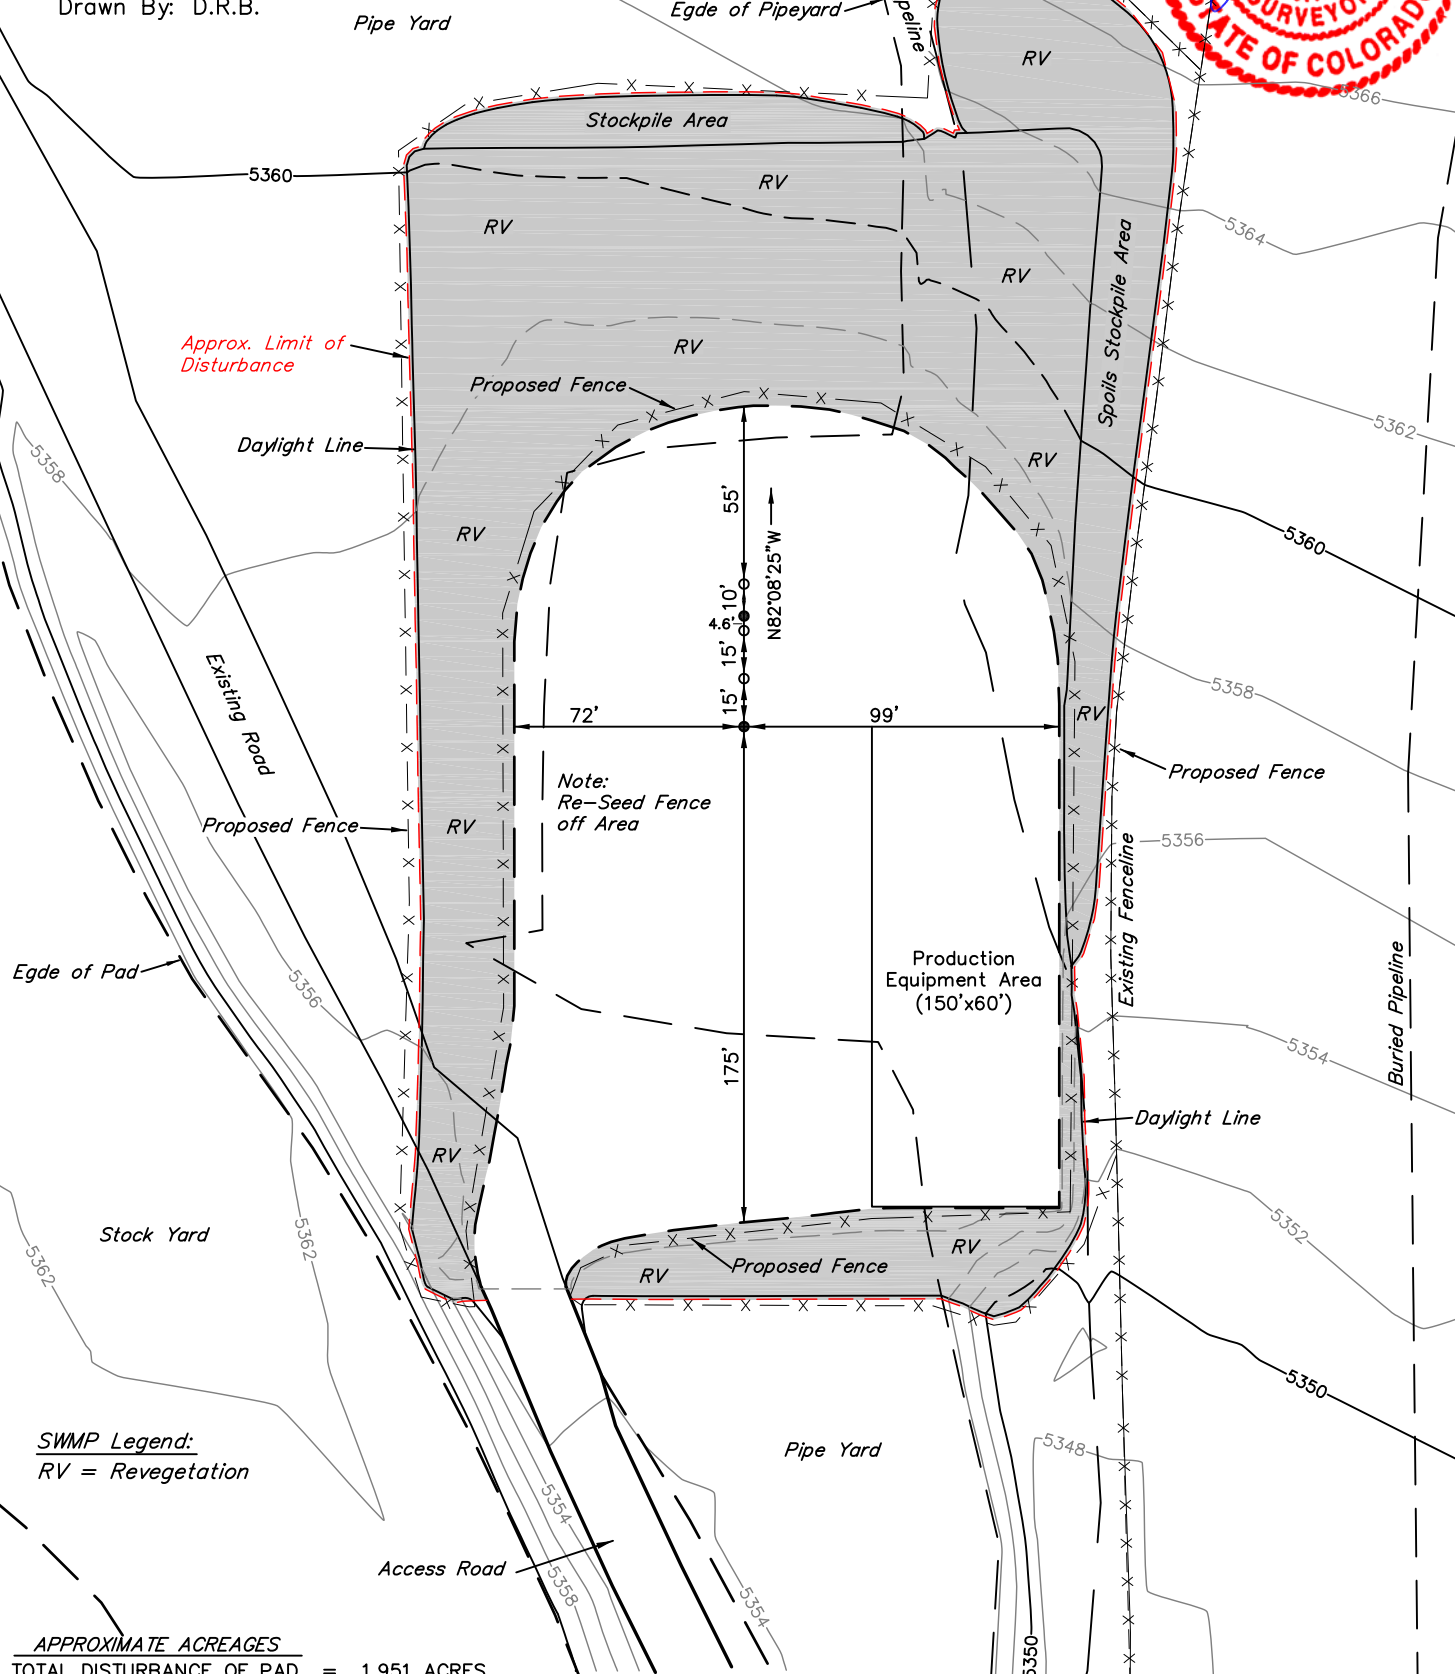 Drawn By: D.R.B.
Pipe Yard
Egde of Pipeyard
peline
SURVEYO
STATE OF COLORADO
RV
5366
Stockpile Area
5360
RV
RV
5364
Spoils Stockpile Area
RV
Approx. Limit of
Disturbance
RV
Proposed Fence
5362
Daylight Line
5358
RV
55'
RV
N82°08'25"W
5360
10'
4.6'
15'
15'
Existing Road
5358
72'
99'
RV
Proposed Fence
Note:
Re-Seed Fence
off Area
Proposed Fence
RV
5356
Existing Fenceline
Egde of Pad
5356
Production
Equipment Area
(150'x60')
Buried Pipeline
175'
5354
Daylight Line
RV
Stock Yard
5362
5362
5352
RV
Proposed Fence
RV
5350
SWMP Legend:
RV = Revegetation
Pipe Yard
5348
5354
Access Road
5358
5354
5350
APPROXIMATE ACREAGES
TOTAL DISTURBANCE OF PAD = 1.951 ACRES